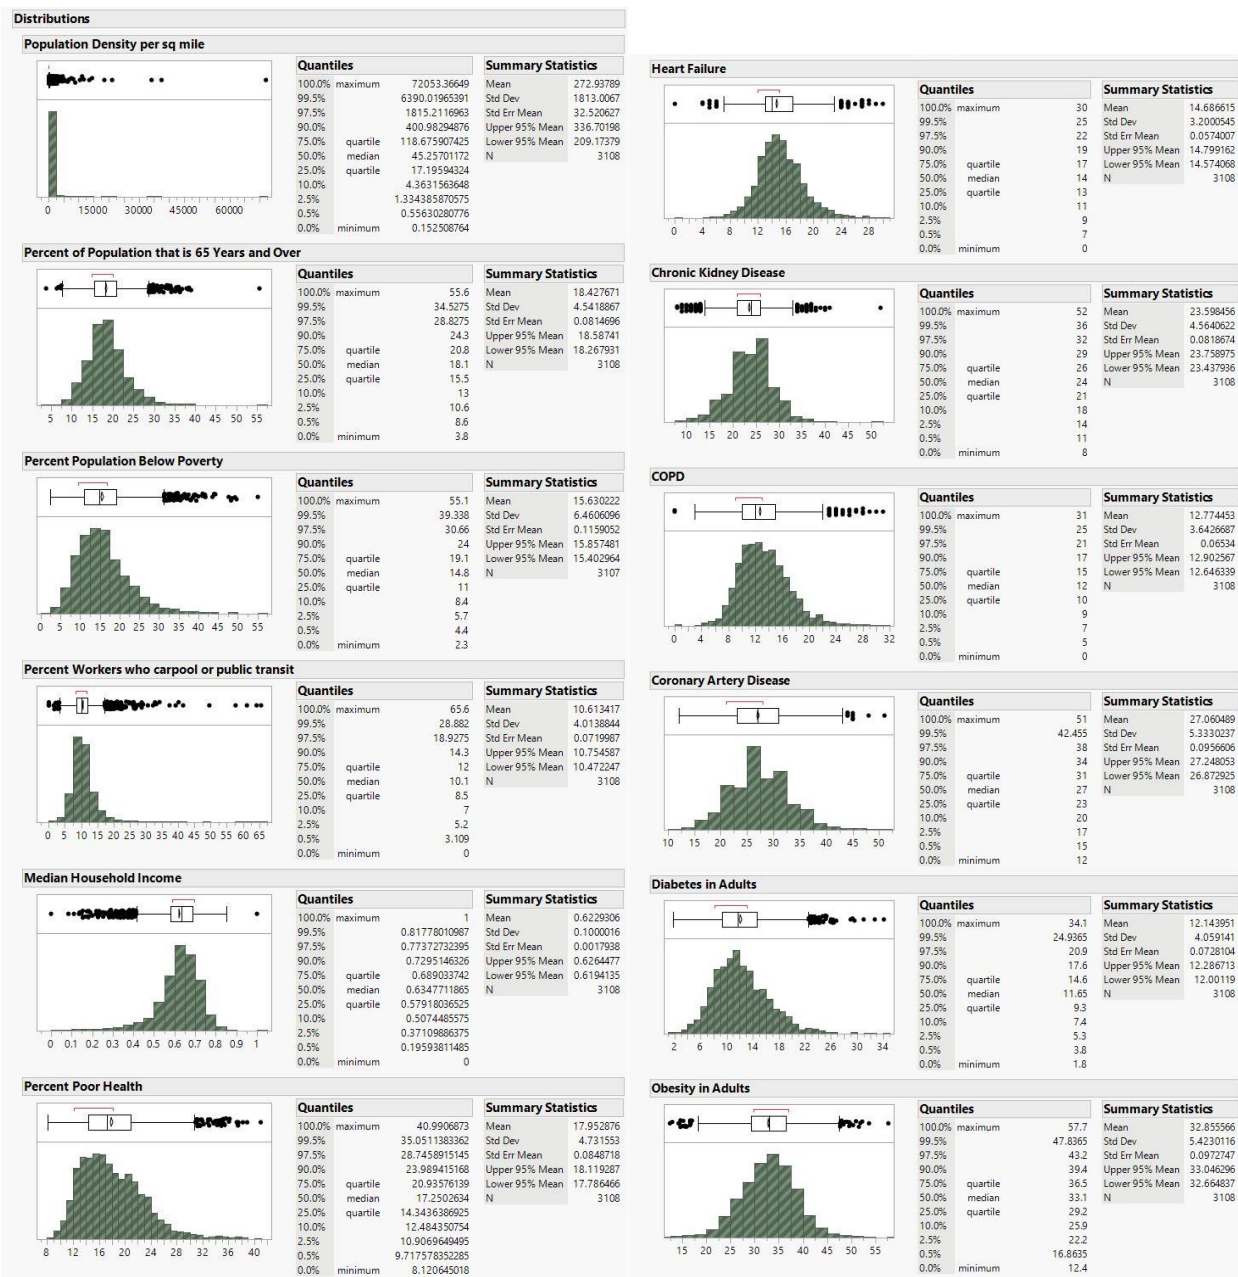 Distributions
Population Density per sq mile
Quantiles Summary Statistics
100.0% maximum 72053.36649 Mean 272.93789
99.5% 6390.01965391 Std Dev 1813.0067
97.5% 1815.2116963 Std Err Mean 32.520627
90.0% 400.98294876 Upper 95% Mean 336.70198
75.0% quartile 118.675907425 Lower 95% Mean 209.17379
50.0% median 45.25701172 N 3108
25.0% quartile 17.19594324
10.0% 4.3631563648
2.5% 1.334385870575
0.5% 0.55630280776
0.0% minimum 0.152508764
0 15000 30000 45000 60000
Percent of Population that is 65 Years and Over
Quantiles Summary Statistics
100.0% maximum 55.6 Mean 18.427671
99.5% 34.5275 Std Dev 4.5418867
97.5% 28.8275 Std Err Mean 0.0814696
90.0% 24.3 Upper 95% Mean 18.58741
75.0% quartile 20.8 Lower 95% Mean 18.267931
50.0% median 18.1 N 3108
25.0% quartile 15.5
10.0% 13
2.5% 10.6
0.5% 8.6
0.0% minimum 3.8
5 10 15 20 25 30 35 40 45 50 55
Percent Population Below Poverty
Quantiles Summary Statistics
100.0% maximum 55.1 Mean 15.630222
99.5% 39.338 Std Dev 6.4606096
97.5% 30.66 Std Err Mean 0.1159052
90.0% 24 Upper 95% Mean 15.857481
75.0% quartile 19.1 Lower 95% Mean 15.402964
50.0% median 14.8 N 3107
25.0% quartile 11
10.0% 8.4
2.5% 5.7
0.5% 4.4
0.0% minimum 2.3
0 5 10 15 20 25 30 35 40 45 50 55
Percent Workers who carpool or public transit
Quantiles Summary Statistics
100.0% maximum 65.6 Mean 10.613417
99.5% 28.882 Std Dev 4.0138844
97.5% 18.9275 Std Err Mean 0.0719987
90.0% 14.3 Upper 95% Mean 10.754587
75.0% quartile 12 Lower 95% Mean 10.472247
50.0% median 10.1 N 3108
25.0% quartile 8.5
10.0% 7
2.5% 5.2
0.5% 3.109
0.0% minimum 0
0 5 10 15 20 25 30 35 40 45 50 55 60 65
Median Household Income
Quantiles Summary Statistics
100.0% maximum 1 Mean 0.6229306
99.5% 0.81778010987 Std Dev 0.1000016
97.5% 0.77372732395 Std Err Mean 0.0017938
90.0% 0.7295146326 Upper 95% Mean 0.6264477
75.0% quartile 0.689033742 Lower 95% Mean 0.6194135
50.0% median 0.6347711865 N 3108
25.0% quartile 0.57918036525
10.0% 0.5074485575
2.5% 0.37109886375
0.5% 0.19593811485
0.0% minimum 0
0 0.1 0.2 0.3 0.4 0.5 0.6 0.7 0.8 0.9 1
Percent Poor Health
Quantiles Summary Statistics
100.0% maximum 40.9906873 Mean 17.952876
99.5% 35.0511383362 Std Dev 4.731553
97.5% 28.7458915145 Std Err Mean 0.0848718
90.0% 23.989415168 Upper 95% Mean 18.119287
75.0% quartile 20.93576139 Lower 95% Mean 17.786466
50.0% median 17.2502634 N 3108
25.0% quartile 14.3436386925
10.0% 12.484350754
2.5% 10.9069649495
0.5% 9.717578352285
0.0% minimum 8.120645018
8 12 16 20 24 28 32 36 40
Heart Failure
Quantiles Summary Statistics
100.0% maximum 30 Mean 14.686615
99.5% 25 Std Dev 3.2000545
97.5% 22 Std Err Mean 0.0574007
90.0% 19 Upper 95% Mean 14.799162
75.0% quartile 17 Lower 95% Mean 14.574068
50.0% median 14 N 3108
25.0% quartile 13
10.0% 11
2.5% 9
0.5% 7
0.0% minimum 0
0 4 8 12 16 20 24 28
Chronic Kidney Disease
Quantiles Summary Statistics
100.0% maximum 52 Mean 23.598456
99.5% 36 Std Dev 4.5640622
97.5% 32 Std Err Mean 0.0818674
90.0% 29 Upper 95% Mean 23.758975
75.0% quartile 26 Lower 95% Mean 23.437936
50.0% median 24 N 3108
25.0% quartile 21
10.0% 18
2.5% 14
0.5% 11
0.0% minimum 8
10 15 20 25 30 35 40 45 50
COPD
Quantiles Summary Statistics
100.0% maximum 31 Mean 12.774453
99.5% 25 Std Dev 3.6426687
97.5% 21 Std Err Mean 0.06534
90.0% 17 Upper 95% Mean 12.902567
75.0% quartile 15 Lower 95% Mean 12.646339
50.0% median 12 N 3108
25.0% quartile 10
10.0% 9
2.5% 7
0.5% 5
0.0% minimum 0
0 4 8 12 16 20 24 28 32
Coronary Artery Disease
Quantiles Summary Statistics
100.0% maximum 51 Mean 27.060489
99.5% 42.455 Std Dev 5.3330237
97.5% 38 Std Err Mean 0.0956606
90.0% 34 Upper 95% Mean 27.248053
75.0% quartile 31 Lower 95% Mean 26.872925
50.0% median 27 N 3108
25.0% quartile 23
10.0% 20
2.5% 17
0.5% 15
0.0% minimum 12
10 15 20 25 30 35 40 45 50
Diabetes in Adults
Quantiles Summary Statistics
100.0% maximum 34.1 Mean 12.143951
99.5% 24.9365 Std Dev 4.059141
97.5% 20.9 Std Err Mean 0.0728104
90.0% 17.6 Upper 95% Mean 12.286713
75.0% quartile 14.6 Lower 95% Mean 12.00119
50.0% median 11.65 N 3108
25.0% quartile 9.3
10.0% 7.4
2.5% 5.3
0.5% 3.8
0.0% minimum 1.8
2 6 10 14 18 22 26 30 34
Obesity in Adults
Quantiles Summary Statistics
100.0% maximum 57.7 Mean 32.855566
99.5% 47.8365 Std Dev 5.4230116
97.5% 43.2 Std Err Mean 0.0972747
90.0% 39.4 Upper 95% Mean 33.046296
75.0% quartile 36.5 Lower 95% Mean 32.664837
50.0% median 33.1 N 3108
25.0% quartile 29.2
10.0% 25.9
2.5% 22.2
0.5% 16.8635
0.0% minimum 12.4
15 20 25 30 35 40 45 50 55